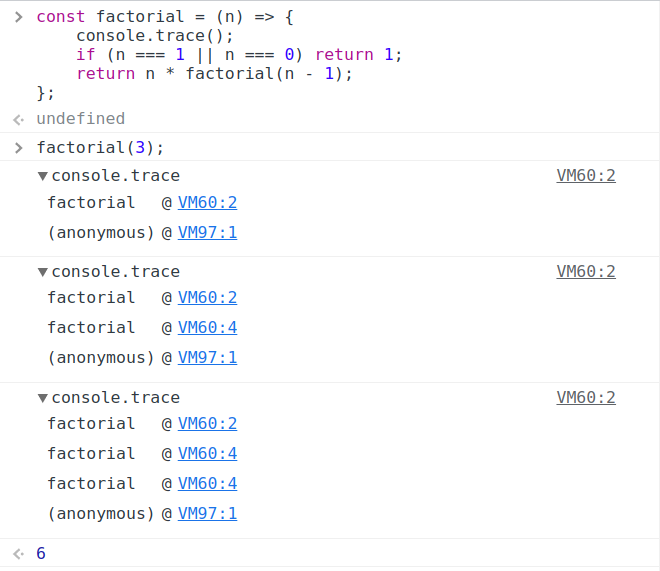 const factorial = (n) => {
    console.trace();
    if (n === 1 || n === 0) return 1;
    return n * factorial(n - 1);
};
undefined
factorial(3);
console.trace VM60:2
factorial @ VM60:2
(anonymous) @ VM97:1
console.trace VM60:2
factorial @ VM60:2
factorial @ VM60:4
(anonymous) @ VM97:1
console.trace VM60:2
factorial @ VM60:2
factorial @ VM60:4
factorial @ VM60:4
(anonymous) @ VM97:1
6